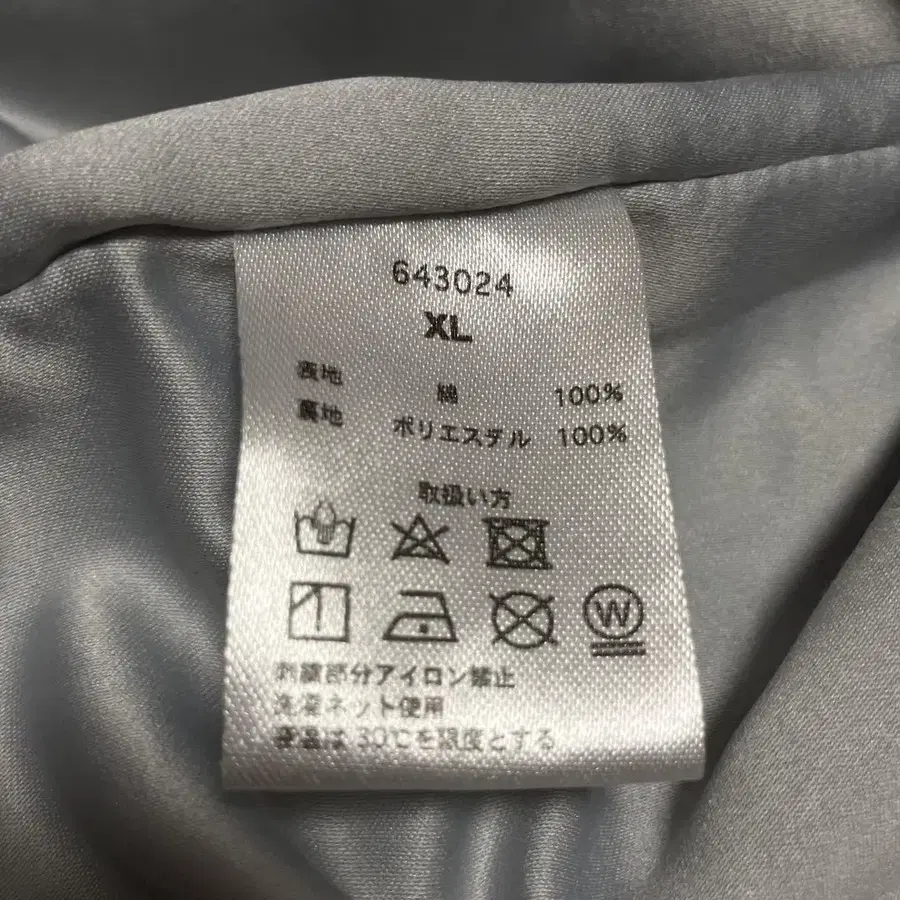 643024
XL
表地 綿 100%
裏地 ポリエステル 100%
取扱い方
W
刺繍部分アイロン禁止
洗濯ネット使用
液温は 30℃を限度とする